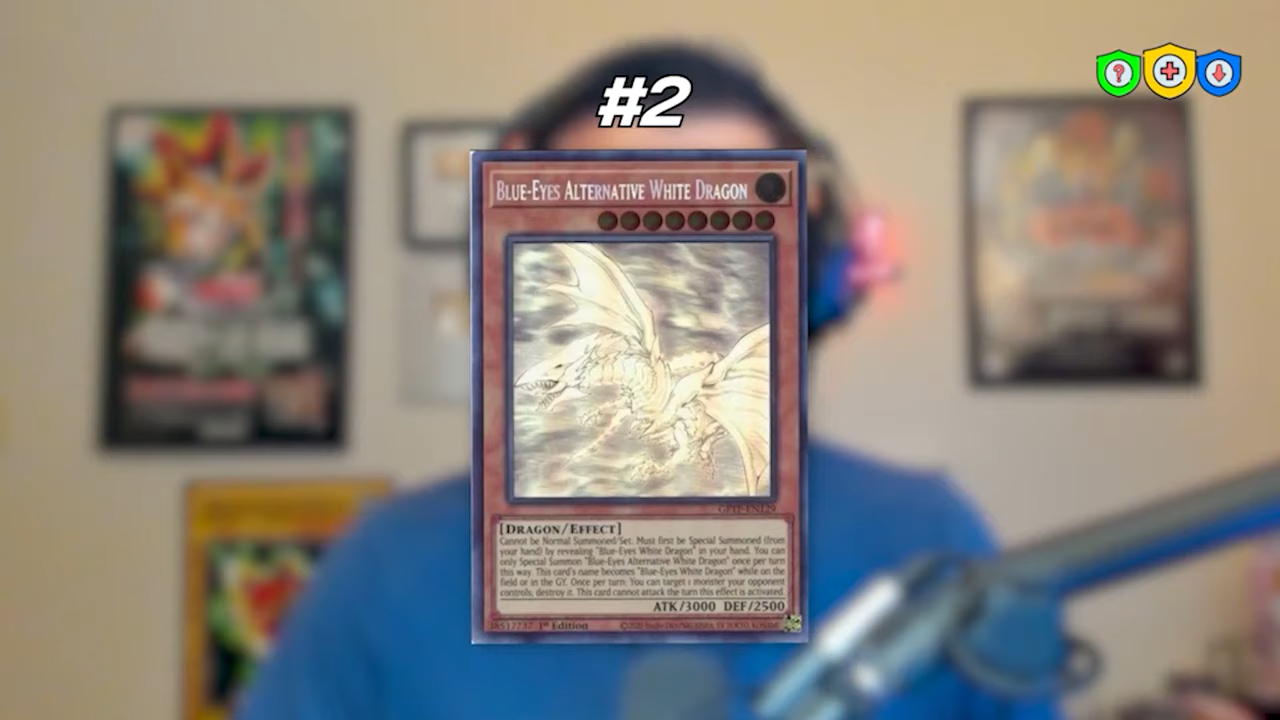 #2
BLUE-EYES ALTERNATIVE WHITE DRAGON
GFTP-EN129
[DRAGON/EFFECT]
Cannot be Normal Summoned/Set. Must first be Special Summoned (from
your hand) by revealing "Blue-Eyes White Dragon" in your hand. You can
only Special Summon "Blue-Eyes Alternative White Dragon" once per turn
this way. This card's name becomes "Blue-Eyes White Dragon" while on the
field or in the GY. Once per turn: You can target 1 monster your opponent
controls; destroy it. This card cannot attack the turn this effect is activated.
ATK/3000 DEF/2500
38517737 1st Edition